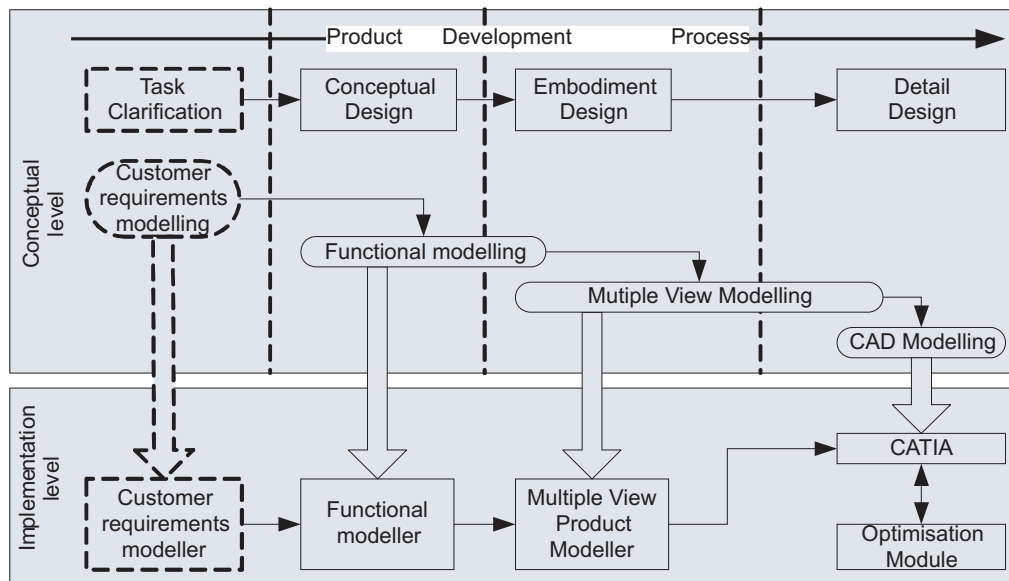 Product Development Process
Task
Clarification
Conceptual
Design
Embodiment
Design
Detail
Design
Conceptual
level
Customer
requirements
modelling
Functional modelling
Mutiple View Modelling
CAD Modelling
Implementation
level
Customer
requirements
modeller
Functional
modeller
Multiple View
Product
Modeller
CATIA
Optimisation
Module